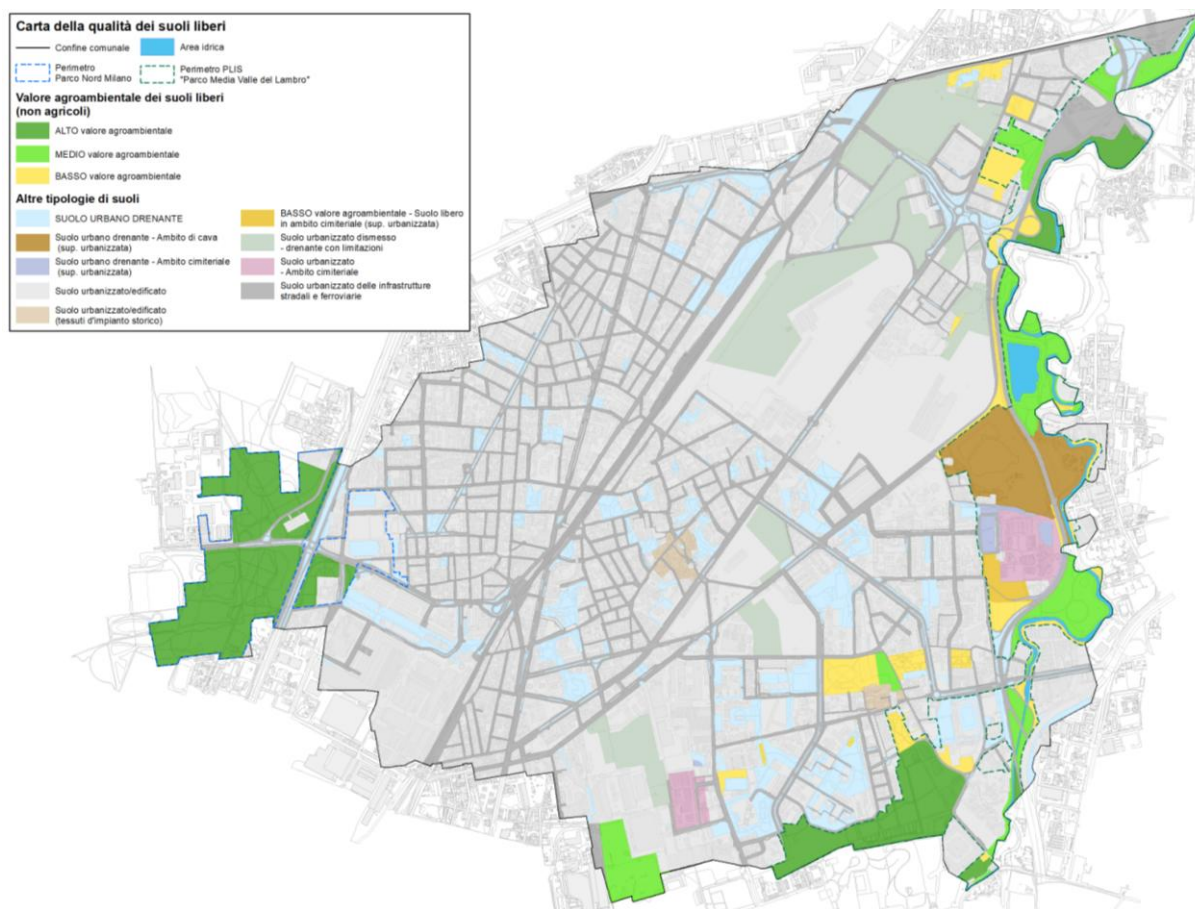 Carta della qualità dei suoli liberi
Confine comunale
Area idrica
Perimetro
Parco Nord Milano
Perimetro PLIS
"Parco Media Valle del Lambro"
Valore agroambientale dei suoli liberi
(non agricoli)
ALTO valore agroambientale
MEDIO valore agroambientale
BASSO valore agroambientale
Altre tipologie di suoli
SUOLO URBANO DRENANTE
Suolo urbano drenante - Ambito di cava
(sup. urbanizzata)
Suolo urbano drenante - Ambito cimiteriale
(sup. urbanizzata)
Suolo urbanizzato/edificato
Suolo urbanizzato/edificato
(tessuti d'impianto storico)
BASSO valore agroambientale - Suolo libero
in ambito cimiteriale (sup. urbanizzata)
Suolo urbanizzato dismesso
- drenante con limitazioni
Suolo urbanizzato
- Ambito cimiteriale
Suolo urbanizzato delle infrastrutture
stradali e ferroviarie